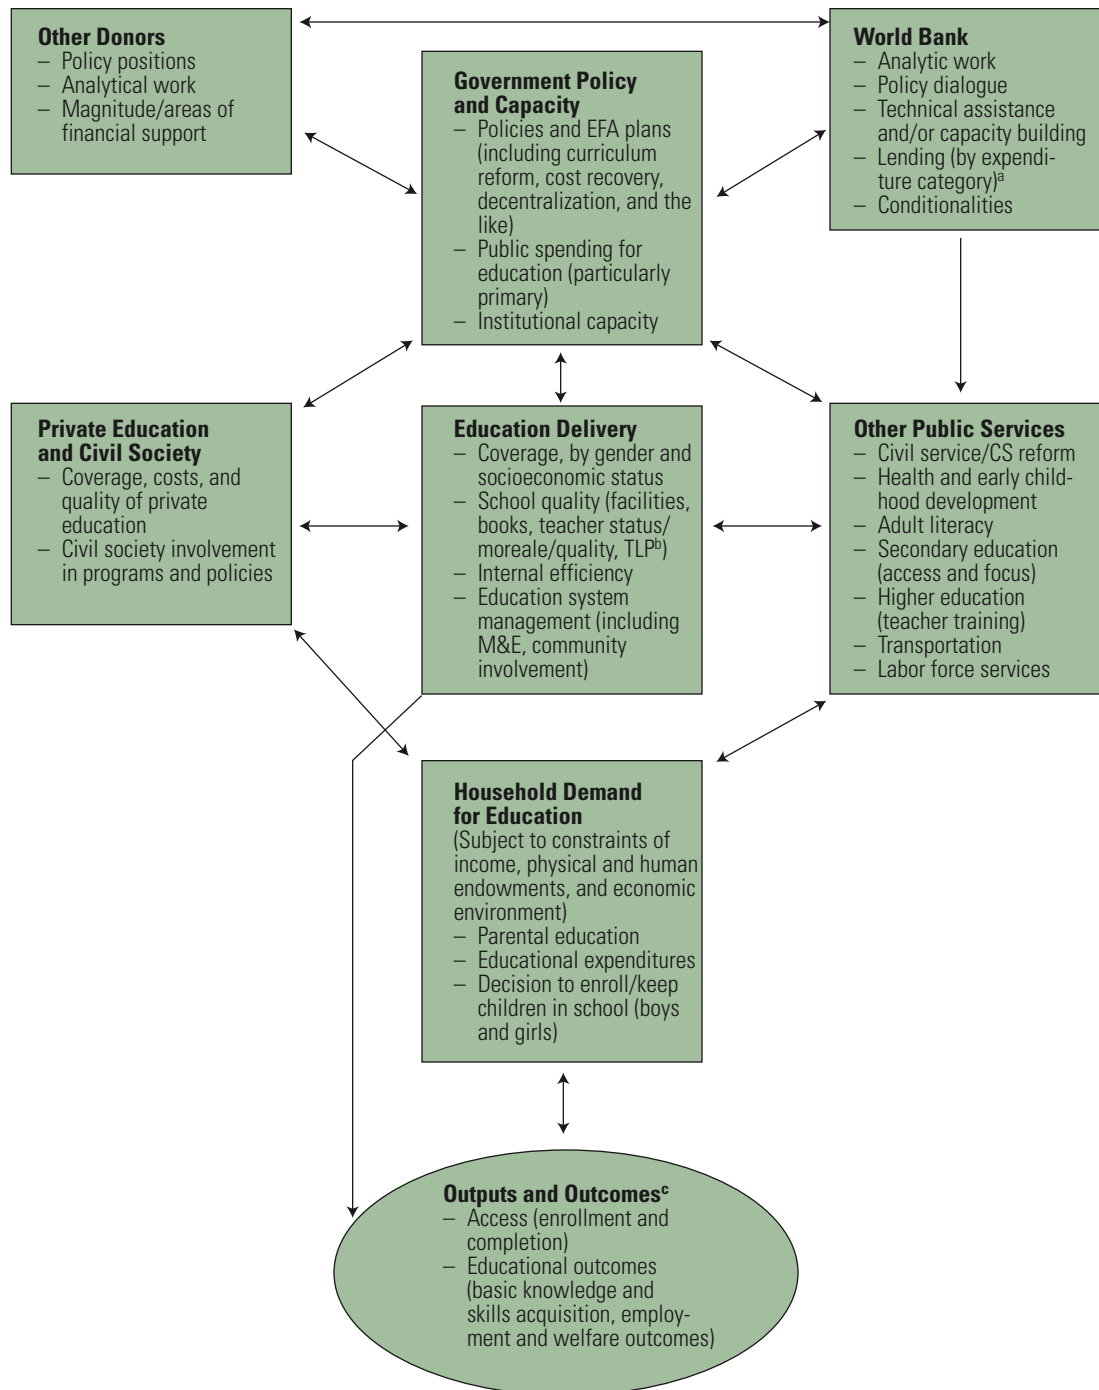 Other Donors
– Policy positions
– Analytical work
– Magnitude/areas of
financial support
World Bank
– Analytic work
– Policy dialogue
– Technical assistance
and/or capacity building
– Lending (by expendi-
ture category)ᵃ
– Conditionalities
Government Policy
and Capacity
– Policies and EFA plans
(including curriculum
reform, cost recovery,
decentralization, and the
like)
– Public spending for
education (particularly
primary)
– Institutional capacity
Private Education
and Civil Society
– Coverage, costs, and
quality of private
education
– Civil society involvement
in programs and policies
Education Delivery
– Coverage, by gender and
socioeconomic status
– School quality (facilities,
books, teacher status/
moreale/quality, TLPᵇ)
– Internal efficiency
– Education system
management (including
M&E, community
involvement)
Other Public Services
– Civil service/CS reform
– Health and early child-
hood development
– Adult literacy
– Secondary education
(access and focus)
– Higher education
(teacher training)
– Transportation
– Labor force services
Household Demand
for Education
(Subject to constraints of
income, physical and human
endowments, and economic
environment)
– Parental education
– Educational expenditures
– Decision to enroll/keep
children in school (boys
and girls)
Outputs and Outcomesᶜ
– Access (enrollment and
completion)
– Educational outcomes
(basic knowledge and
skills acquisition, employ-
ment and welfare outcomes)